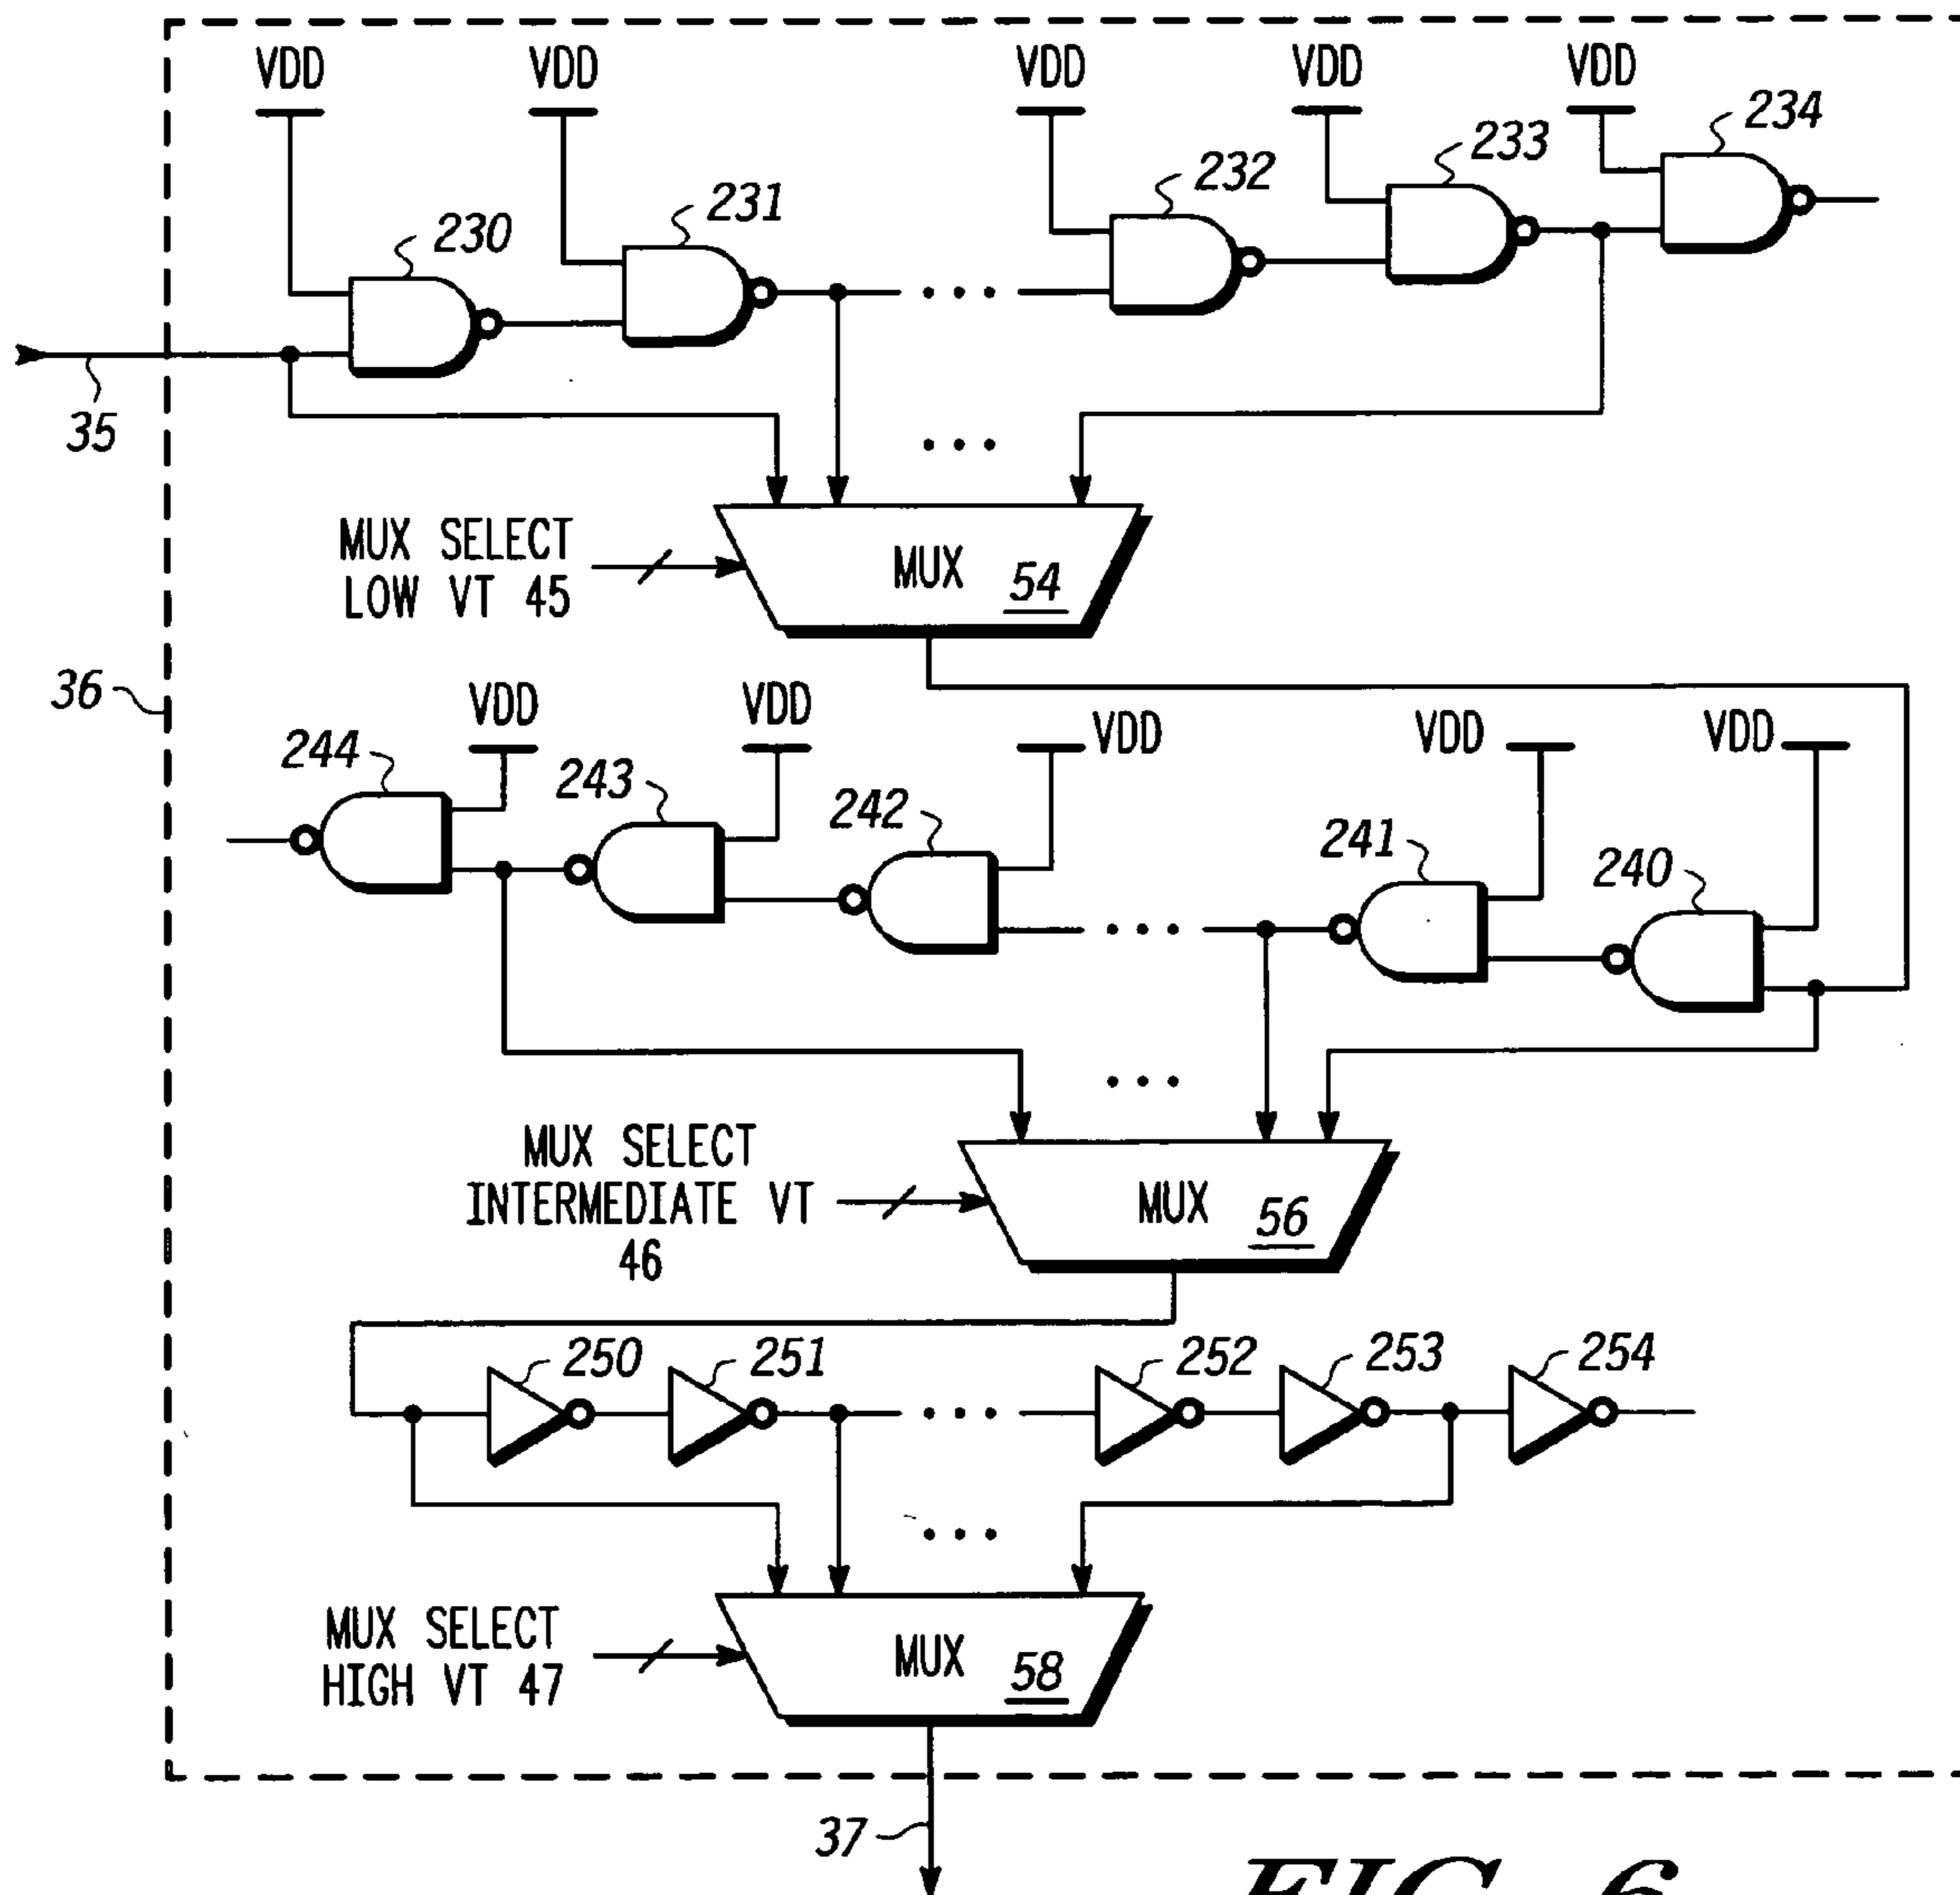 VDD VDD VDD VDD VDD
234
233
232
231
230
35
MUX SELECT
LOW VT 45
MUX 54
36
VDD VDD VDD VDD VDD
244
243
242
241
240
MUX SELECT
INTERMEDIATE VT
46
MUX 56
250 251 252 253 254
MUX SELECT
HIGH VT 47
MUX 58
37
FIG. 6